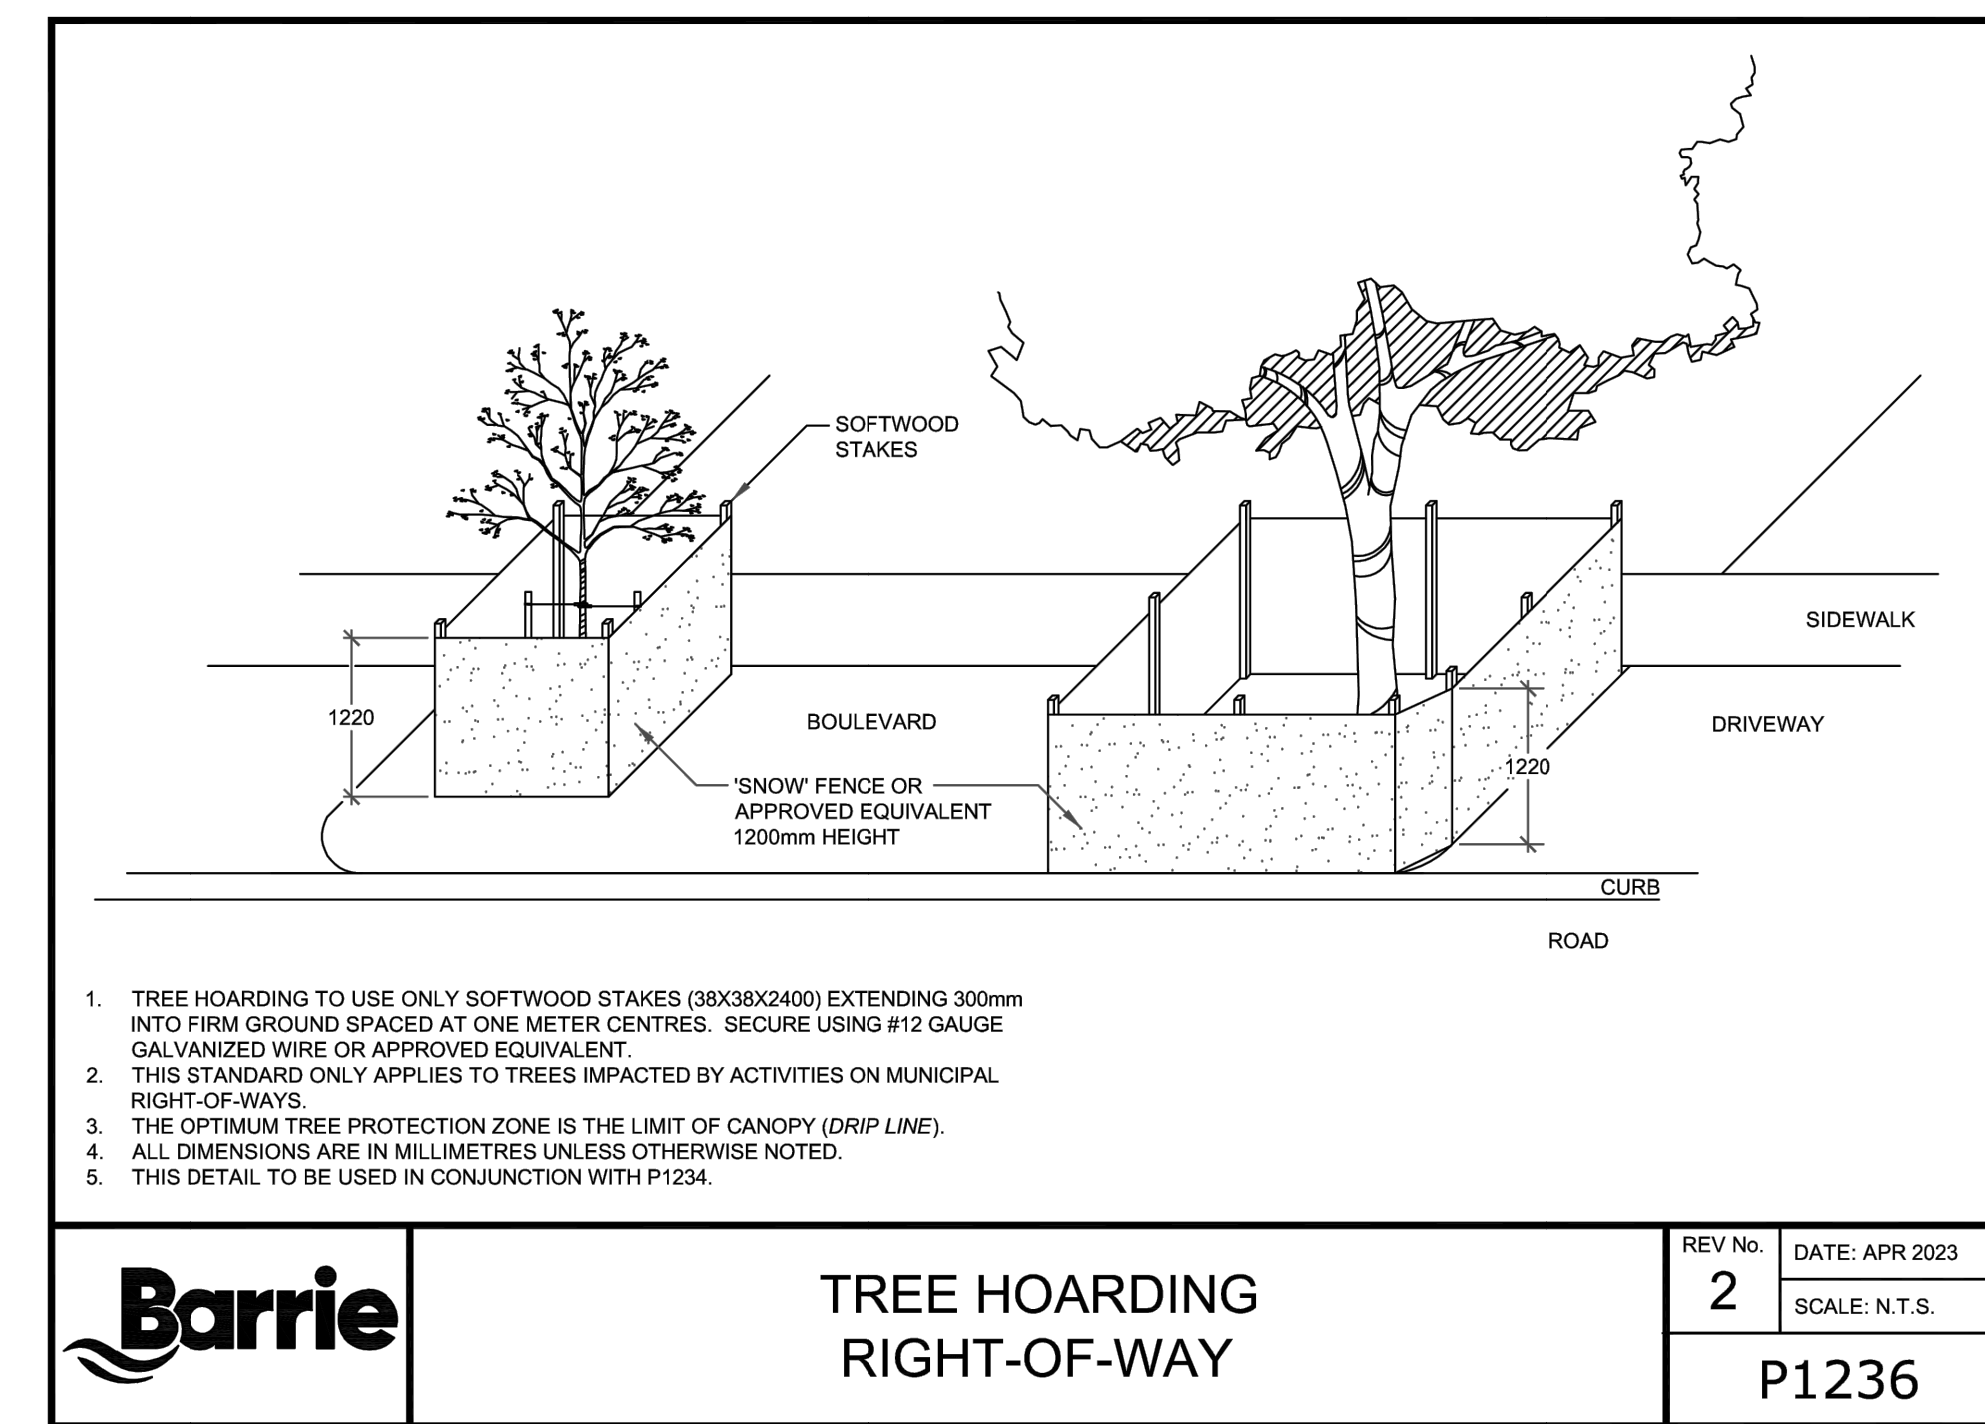 SOFTWOOD
STAKES
SIDEWALK
1220
BOULEVARD
DRIVEWAY
1220
'SNOW' FENCE OR
APPROVED EQUIVALENT
1200mm HEIGHT
CURB
ROAD
1. TREE HOARDING TO USE ONLY SOFTWOOD STAKES (38X38X2400) EXTENDING 300mm
INTO FIRM GROUND SPACED AT ONE METER CENTRES. SECURE USING #12 GAUGE
GALVANIZED WIRE OR APPROVED EQUIVALENT.
2. THIS STANDARD ONLY APPLIES TO TREES IMPACTED BY ACTIVITIES ON MUNICIPAL
RIGHT-OF-WAYS.
3. THE OPTIMUM TREE PROTECTION ZONE IS THE LIMIT OF CANOPY (DRIP LINE).
4. ALL DIMENSIONS ARE IN MILLIMETRES UNLESS OTHERWISE NOTED.
5. THIS DETAIL TO BE USED IN CONJUNCTION WITH P1234.
Barrie
TREE HOARDING
RIGHT-OF-WAY
REV No.
2
DATE: APR 2023
SCALE: N.T.S.
P1236